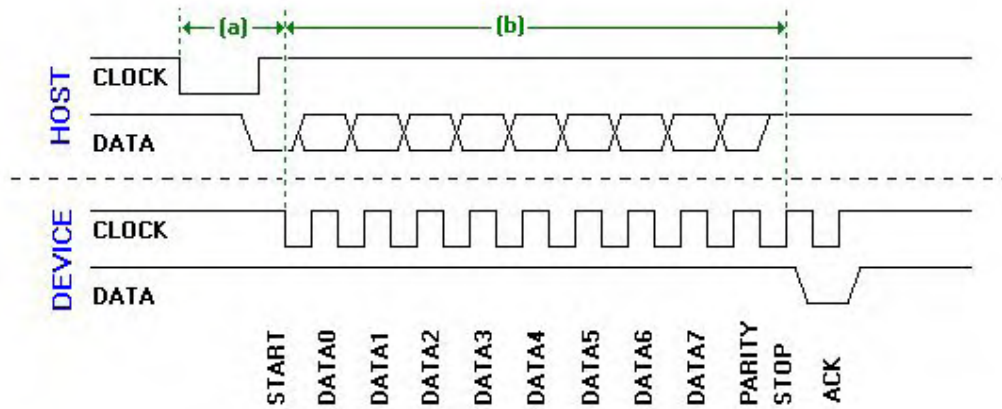 (a)
(b)
HOST
CLOCK
DATA
DEVICE
CLOCK
DATA
START
DATA0
DATA1
DATA2
DATA3
DATA4
DATA5
DATA6
DATA7
PARITY
STOP
ACK